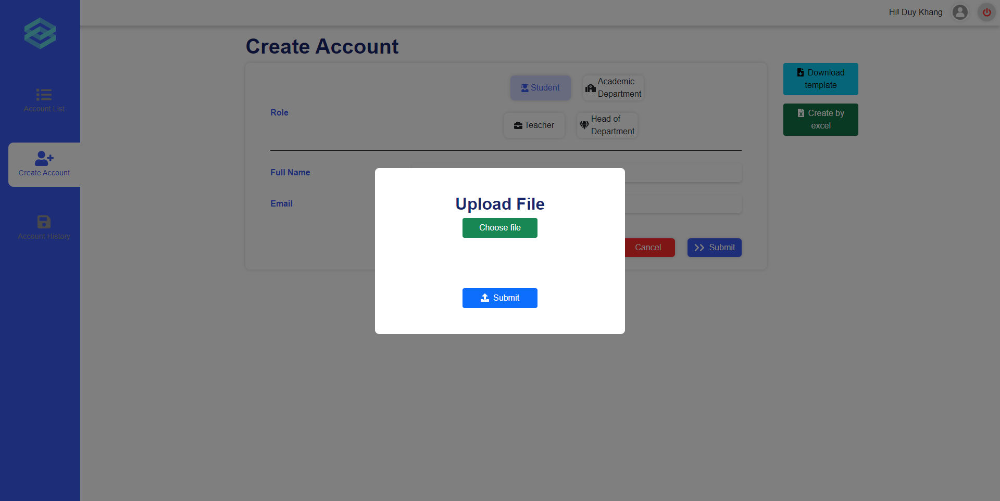 Hi! Duy Khang
Account List
Create Account
Account History
Create Account
Role
Student
Academic
Department
Teacher
Head of
Department
Full Name
Email
Cancel
Submit
Download
template
Create by
excel
Upload File
Choose file
Submit